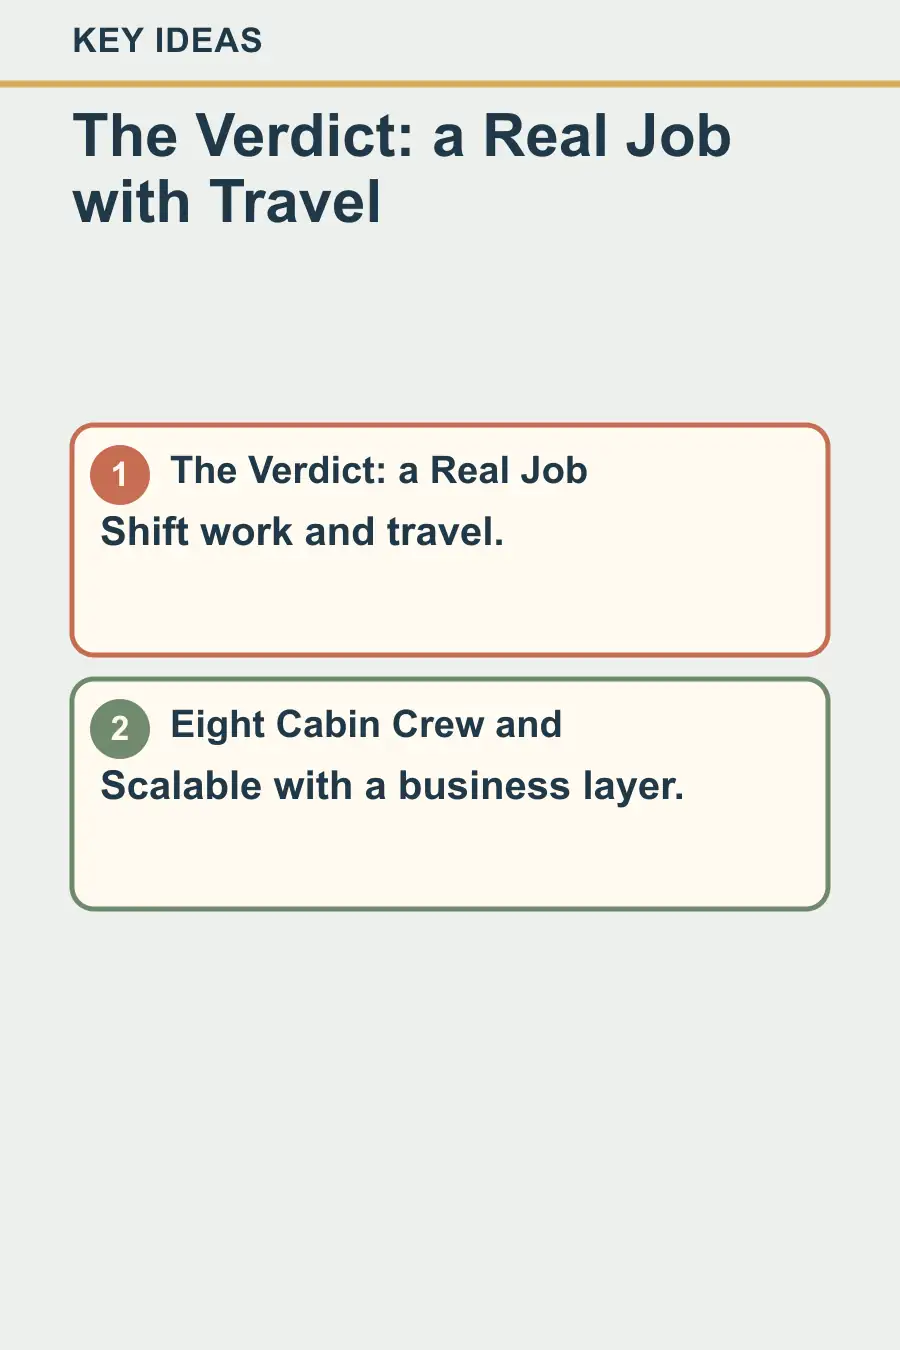 KEY IDEAS
The Verdict: a Real Job
with Travel
1 The Verdict: a Real Job
Shift work and travel.
2 Eight Cabin Crew and
Scalable with a business layer.